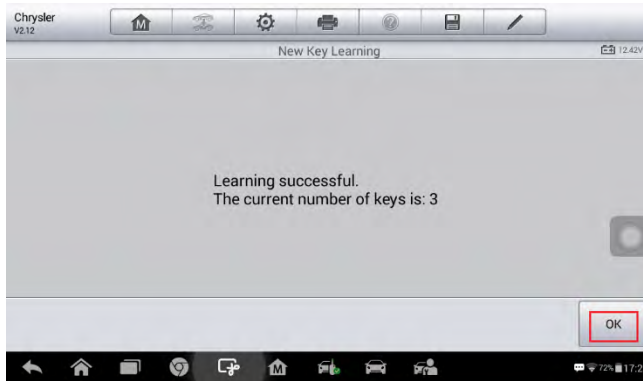 Chrysler
V2.12
M
New Key Learning
12.42V
Learning successful.
The current number of keys is: 3
OK
M
72%